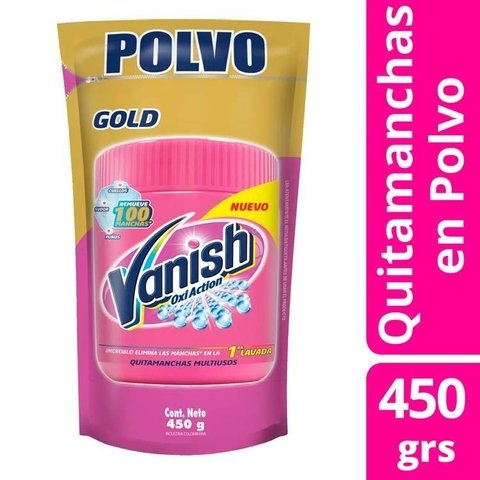 POLVO
GOLD
CUELLOS
SUDOR
REMUEVE
100
MANCHAS*
PUÑOS
NUEVO
Vanish
OxiAction
¡INCREÍBLE! ELIMINA LAS MANCHAS* EN LA 1RA LAVADA
QUITAMANCHAS MULTIUSOS
Cont. Neto
450 g
INDUSTRIA COLOMBIANA
Quitamanchas
en Polvo
450
grs